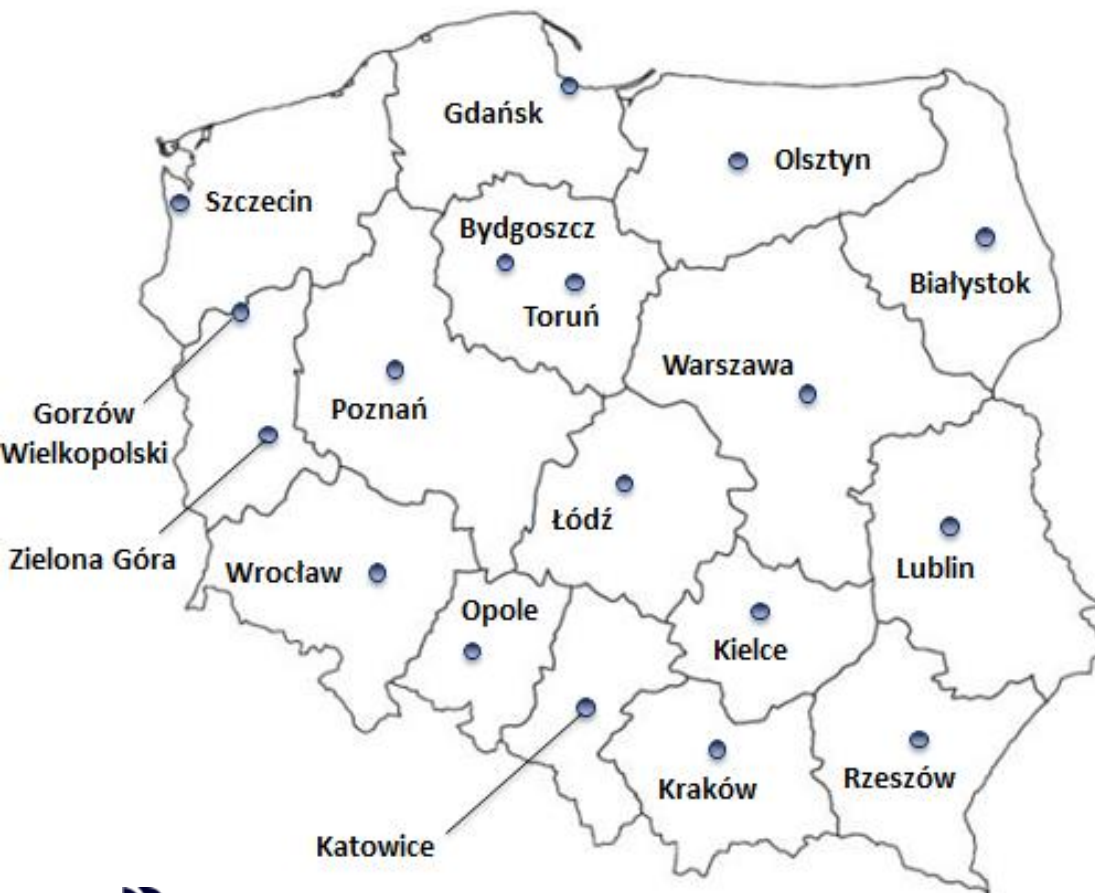 Gdańsk
Olsztyn
Szczecin
Bydgoszcz
Białystok
Toruń
Warszawa
Poznań
Gorzów
Wielkopolski
Łódź
Zielona Góra
Wrocław
Lublin
Opole
Kielce
Rzeszów
Kraków
Katowice